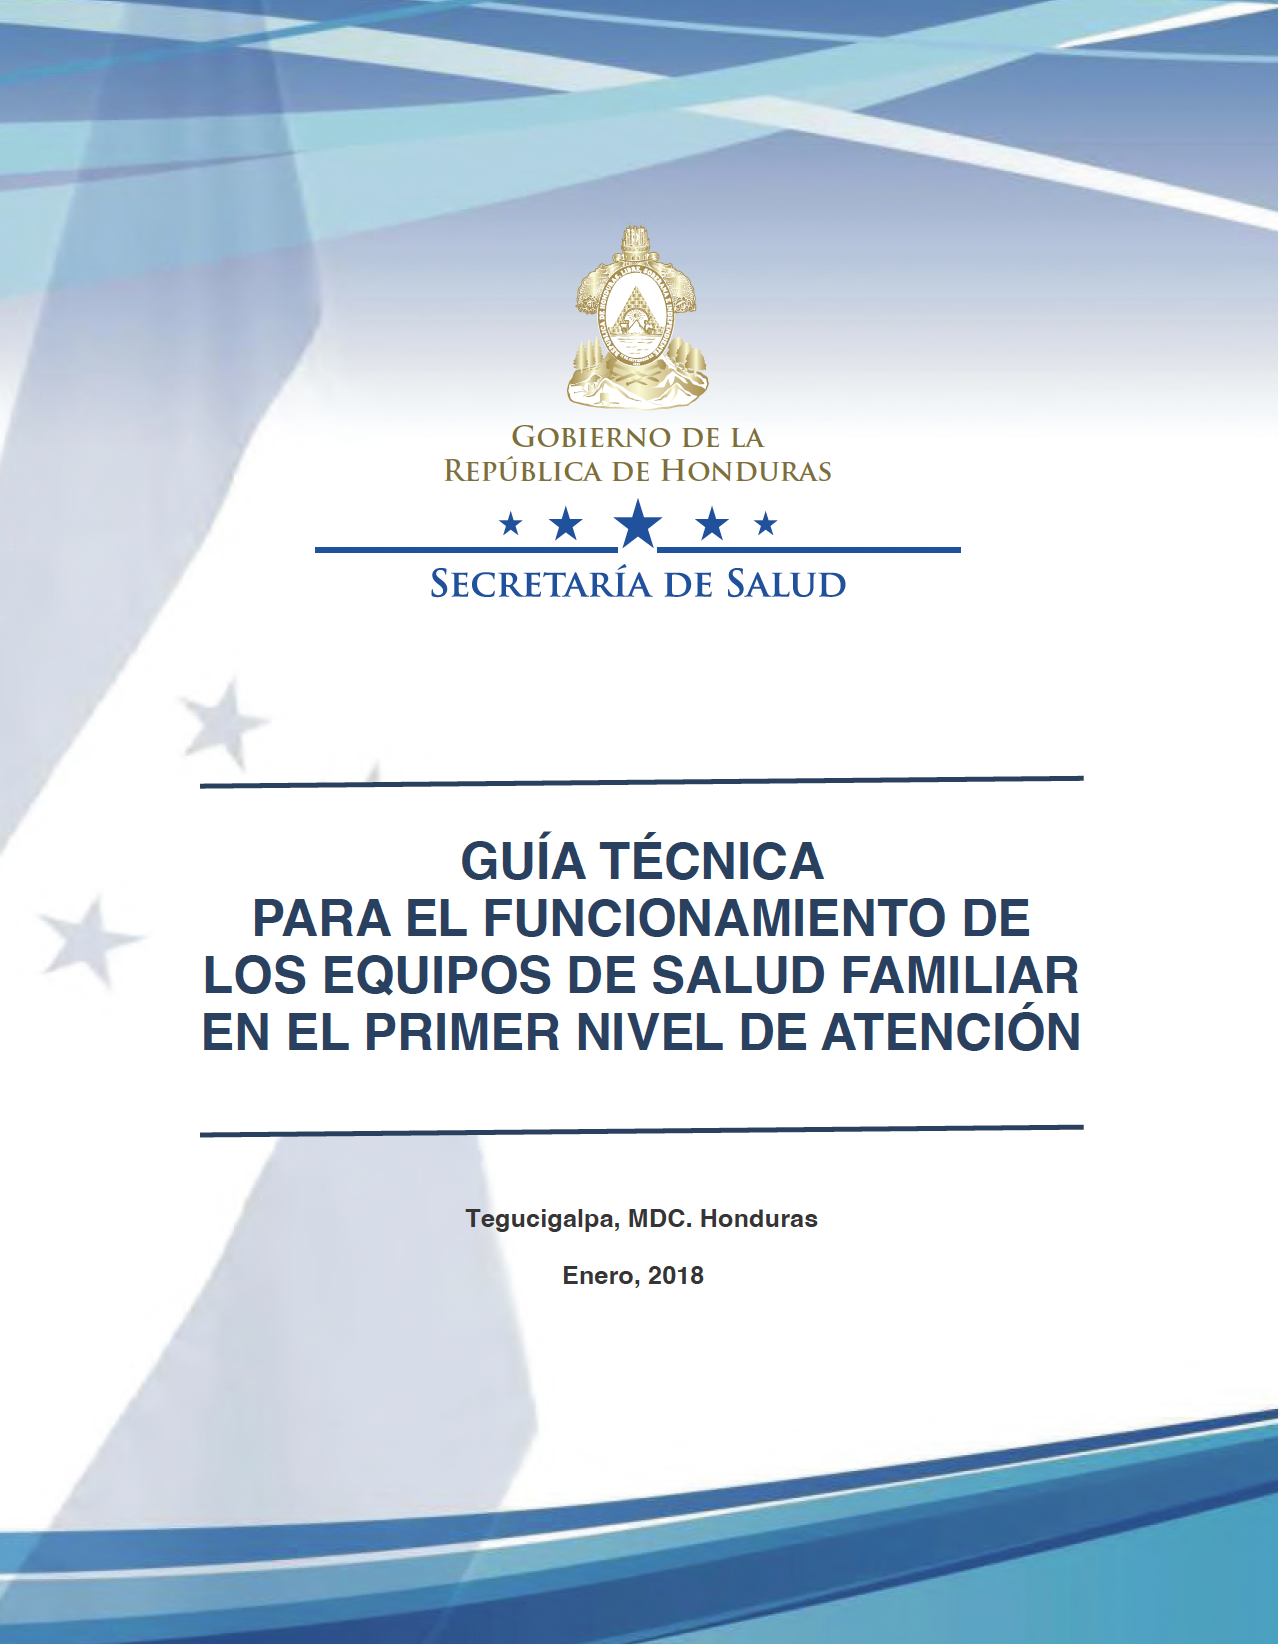 GOBIERNO DE LA
REPÚBLICA DE HONDURAS
SECRETARÍA DE SALUD
GUÍA TÉCNICA
PARA EL FUNCIONAMIENTO DE
LOS EQUIPOS DE SALUD FAMILIAR
EN EL PRIMER NIVEL DE ATENCIÓN
Tegucigalpa, MDC. Honduras
Enero, 2018